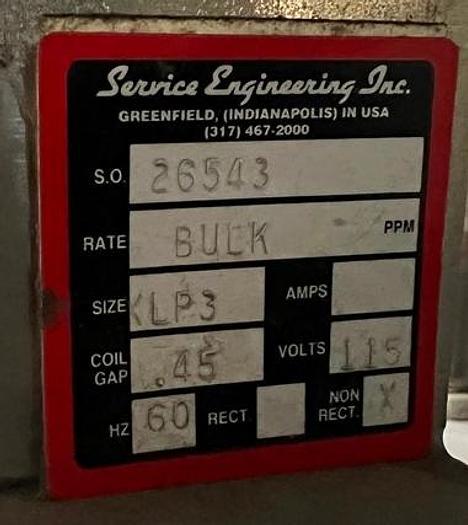 Service Engineering Inc.
GREENFIELD, (INDIANAPOLIS) IN USA
(317) 467-2000
S.O. 26543
RATE BULK PPM
SIZE KLP3 AMPS
COIL GAP .45 VOLTS 115
HZ 60 RECT. NON RECT. X